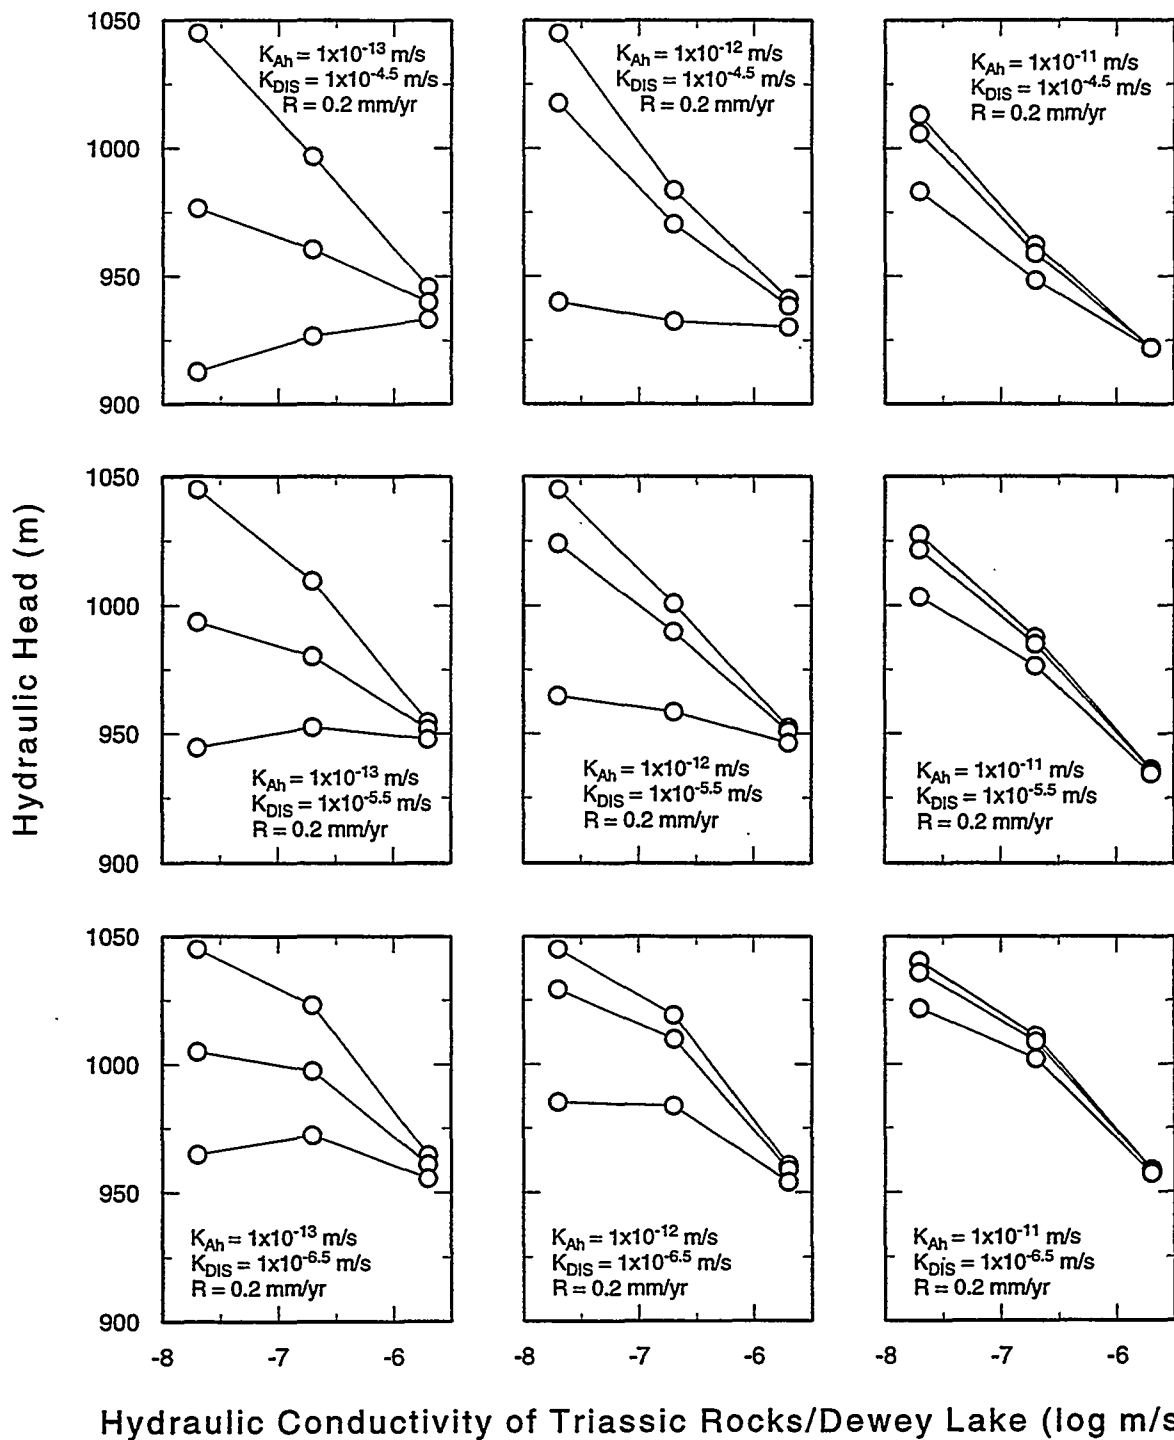 1050
1000
950
900
K_Ah = 1x10^-13 m/s
K_DIS = 1x10^-4.5 m/s
R = 0.2 mm/yr
K_Ah = 1x10^-12 m/s
K_DIS = 1x10^-4.5 m/s
R = 0.2 mm/yr
K_Ah = 1x10^-11 m/s
K_DIS = 1x10^-4.5 m/s
R = 0.2 mm/yr
Hydraulic Head (m)
1050
1000
950
900
K_Ah = 1x10^-13 m/s
K_DIS = 1x10^-5.5 m/s
R = 0.2 mm/yr
K_Ah = 1x10^-12 m/s
K_DIS = 1x10^-5.5 m/s
R = 0.2 mm/yr
K_Ah = 1x10^-11 m/s
K_DIS = 1x10^-5.5 m/s
R = 0.2 mm/yr
1050
1000
950
900
K_Ah = 1x10^-13 m/s
K_DIS = 1x10^-6.5 m/s
R = 0.2 mm/yr
K_Ah = 1x10^-12 m/s
K_DIS = 1x10^-6.5 m/s
R = 0.2 mm/yr
K_Ah = 1x10^-11 m/s
K_DIS = 1x10^-6.5 m/s
R = 0.2 mm/yr
-8 -7 -6 -8 -7 -6 -8 -7 -6
Hydraulic Conductivity of Triassic Rocks/Dewey Lake (log m/s